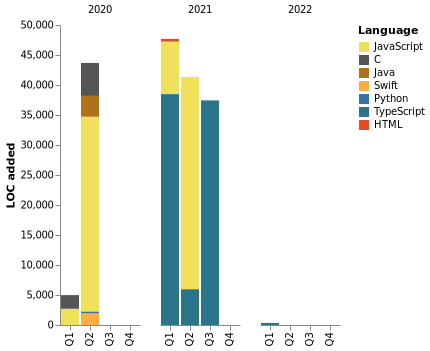 2020 2021 2022
Language
JavaScript
C
Java
Swift
Python
TypeScript
HTML
LOC added
50,000
45,000
40,000
35,000
30,000
25,000
20,000
15,000
10,000
5,000
0
Q1 Q2 Q3 Q4 Q1 Q2 Q3 Q4 Q1 Q2 Q3 Q4